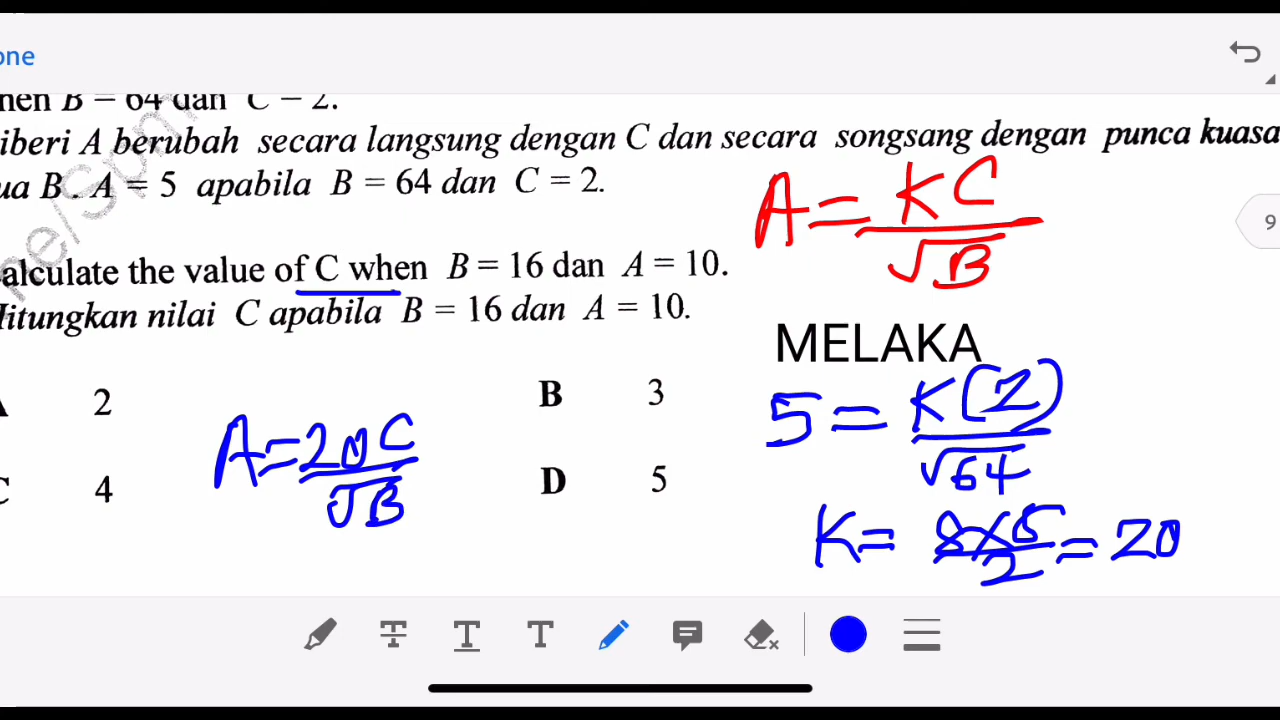 one
hen B = 64 dan C = 2.
iberi A berubah secara langsung dengan C dan secara songsang dengan punca kuasa
ua B . A = 5 apabila B = 64 dan C = 2.
A = KC / √B
9
alculate the value of C when B = 16 dan A = 10.
Hitungkan nilai C apabila B = 16 dan A = 10.
MELAKA
A 2 B 3
5 = K(2) / √64
A = 20C / √B
C 4 D 5
K = 8×5 / 2 = 20